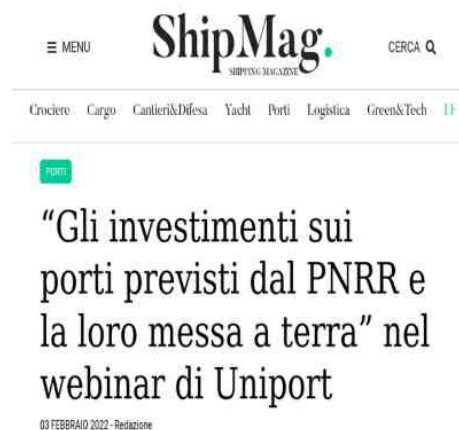 ≡ MENU
ShipMag.
SHIPPING MAGAZINE
CERCA
Crociere Cargo Cantieri&Difesa Yacht Porti Logistica Green&Tech
PORTI
“Gli investimenti sui
porti previsti dal PNRR e
la loro messa a terra” nel
webinar di Uniport
03 FEBBRAIO 2022 - Redazione